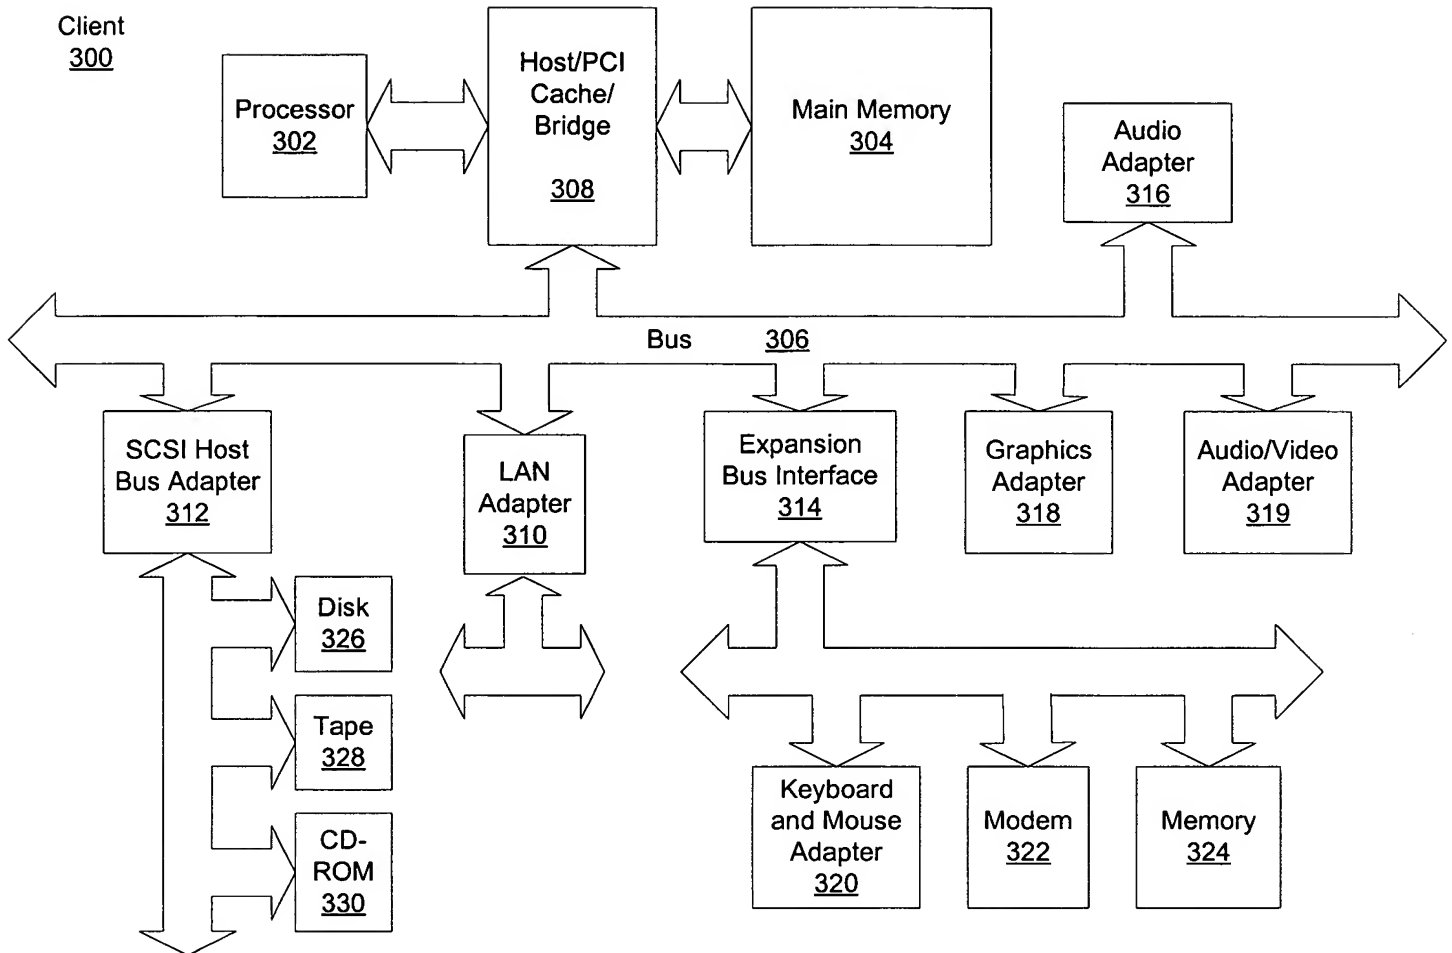 Client
300
Processor
302
Host/PCI
Cache/
Bridge
308
Main Memory
304
Audio
Adapter
316
Bus 306
SCSI Host
Bus Adapter
312
LAN
Adapter
310
Expansion
Bus Interface
314
Graphics
Adapter
318
Audio/Video
Adapter
319
Disk
326
Tape
328
CD-
ROM
330
Keyboard
and Mouse
Adapter
320
Modem
322
Memory
324